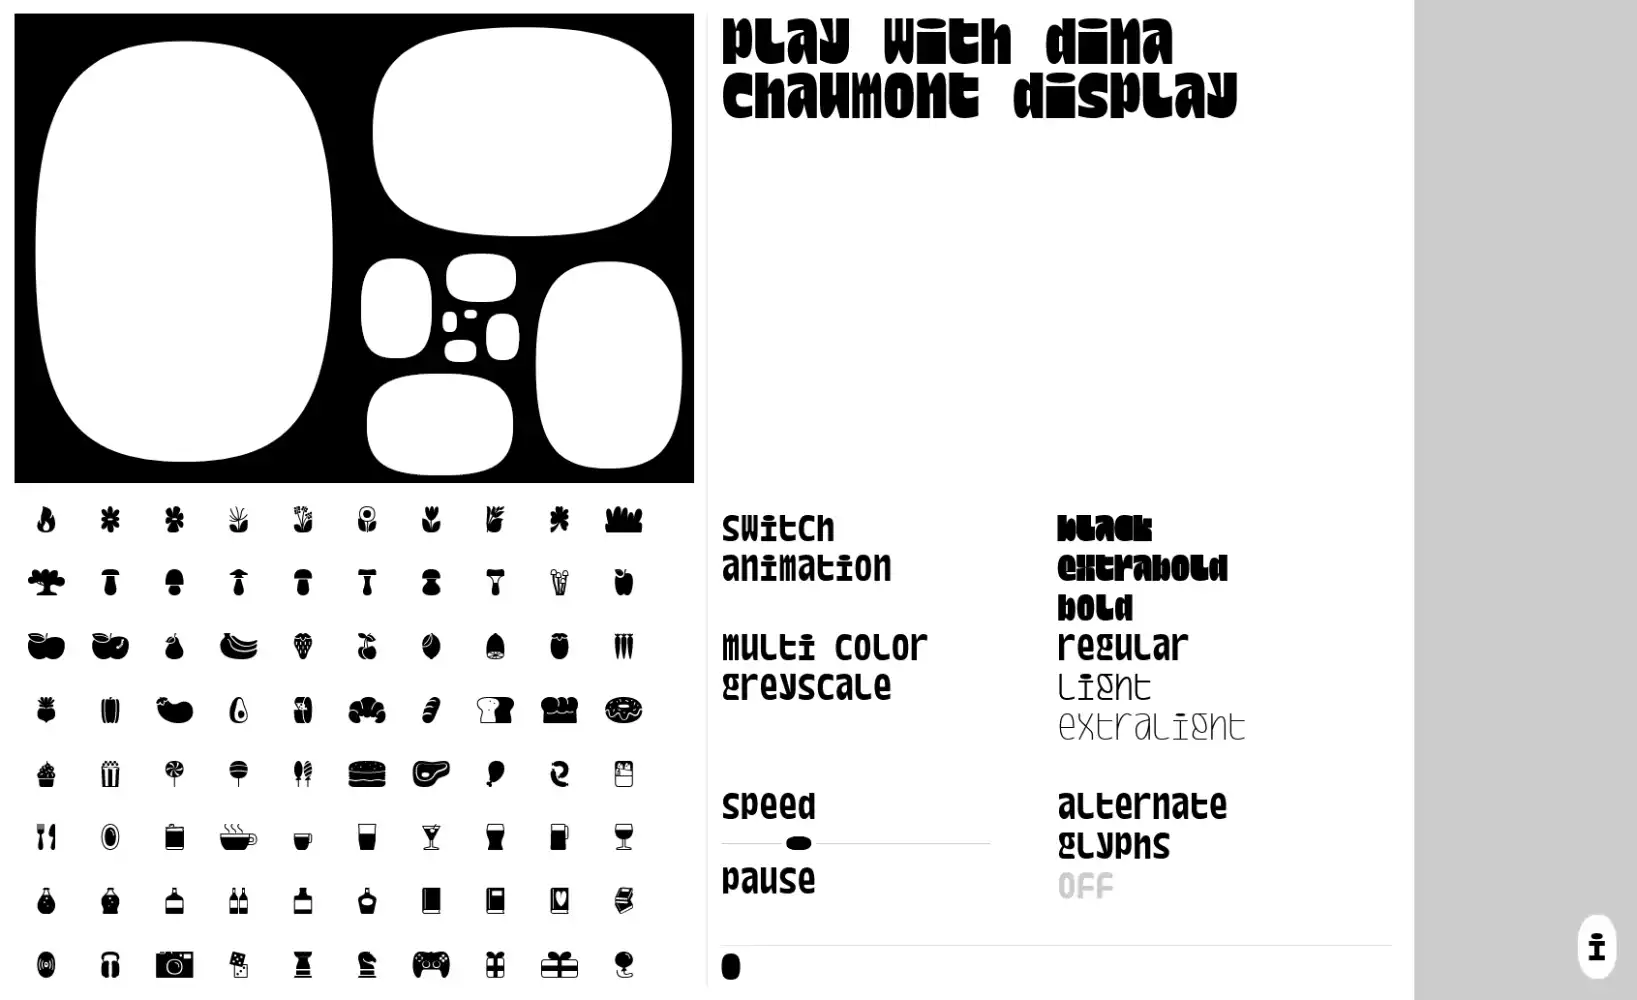 play with dina
chaumont display
switch
animation
multi color
greyscale
speed
pause
black
extrabold
bold
regular
light
extralight
alternate
glyphs
off
i